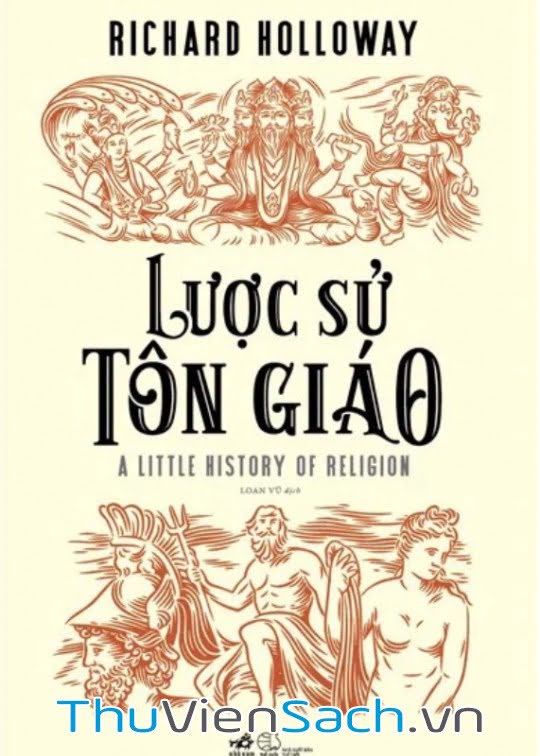 RICHARD HOLLOWAY
LƯỢC SỬ
TÔN GIÁO
A LITTLE HISTORY OF RELIGION
LOAN VŨ dịch
ThuVienSach.vn